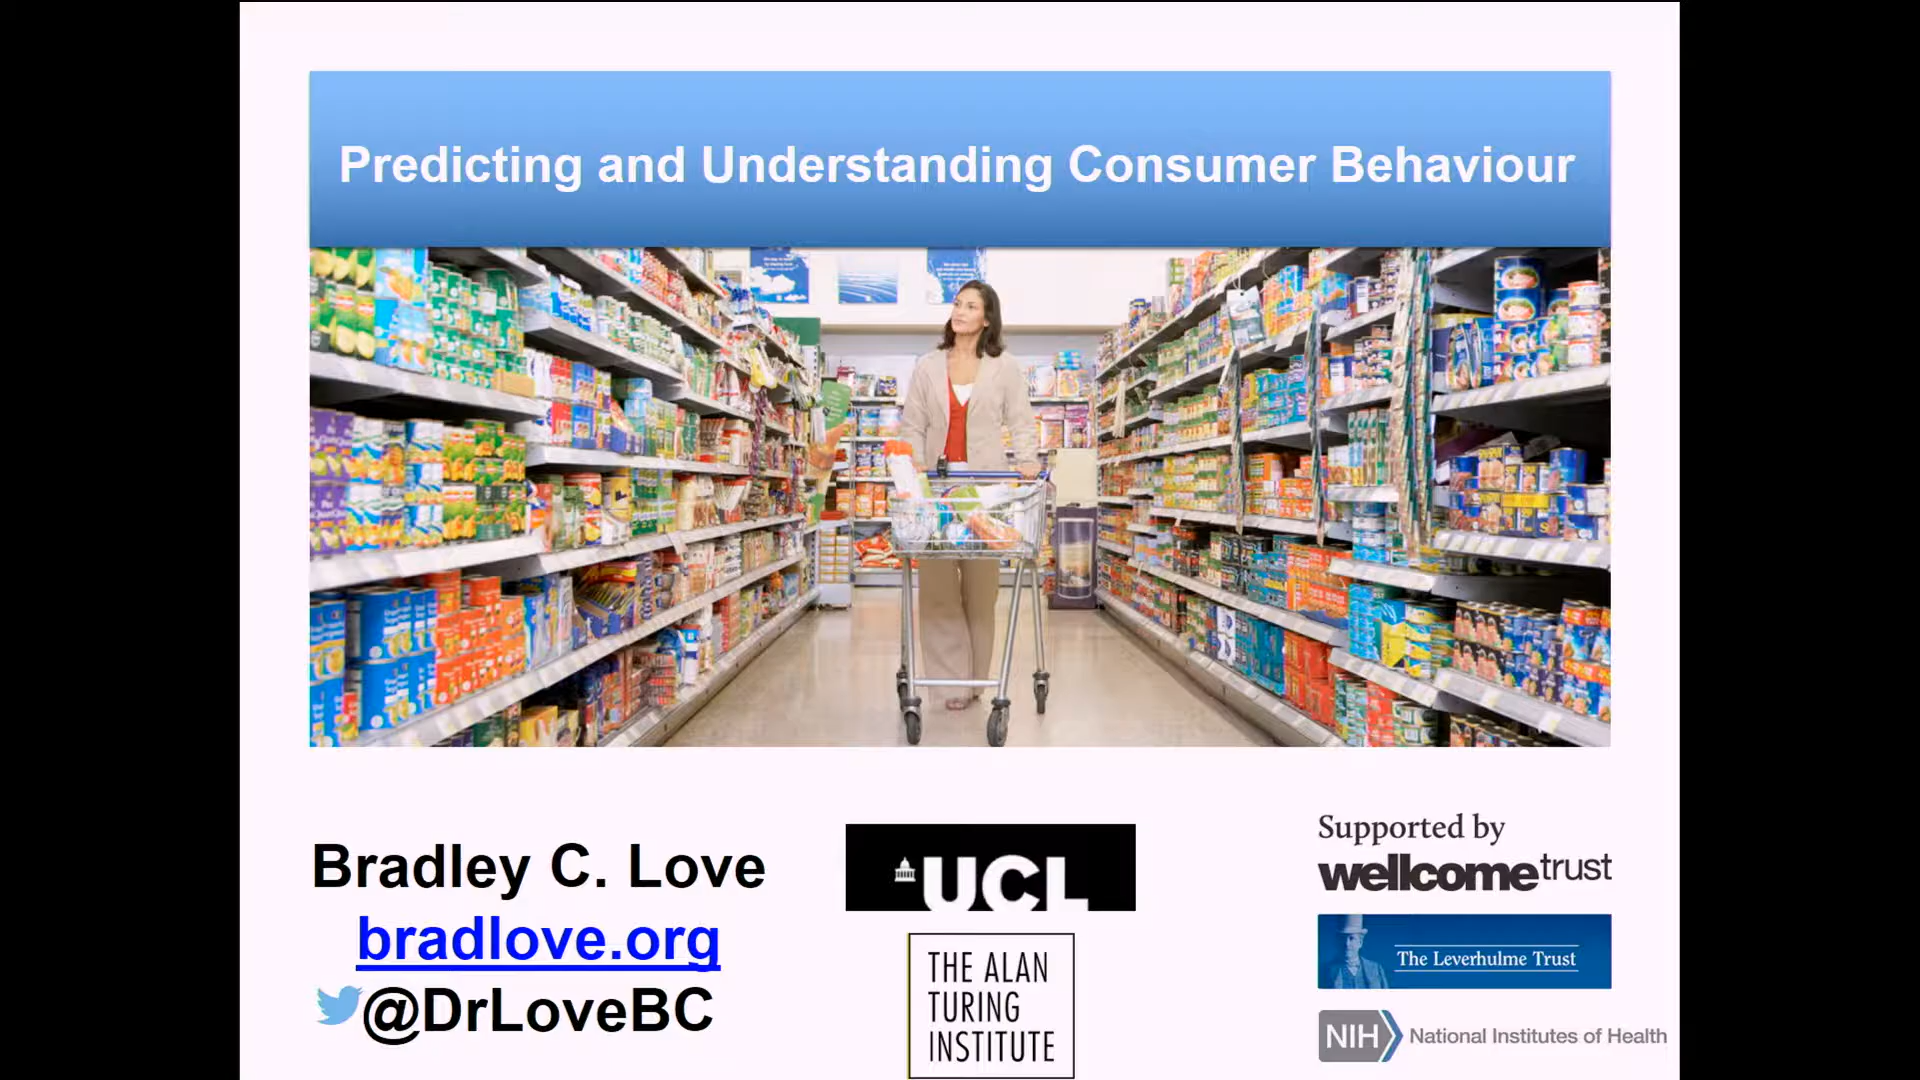 Predicting and Understanding Consumer Behaviour
Bradley C. Love
bradlove.org
@DrLoveBC
UCL
THE ALAN
TURING
INSTITUTE
Supported by
wellcometrust
The Leverhulme Trust
NIH National Institutes of Health